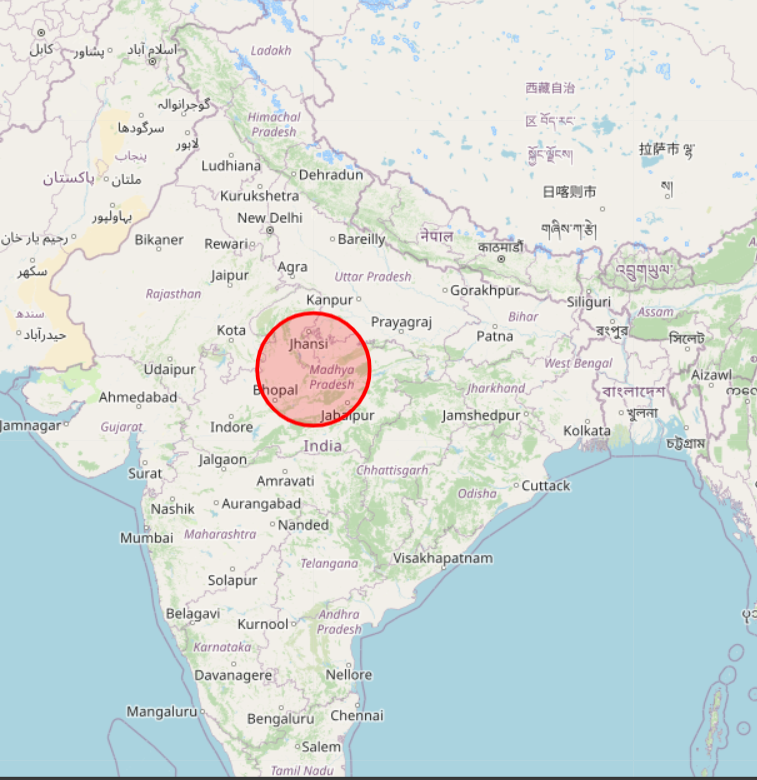 Ladakh
کابل
پشاور
اسلام آباد
西藏自治
گوجرانوالہ
Himachal
Pradesh
سرگودھا
لاہور
پنجاب
拉萨市
Ludhiana
Dehradun
پاکستان
ملتان
日喀则市
Kurukshetra
بہاولپور
New Delhi
གཞིས་ཀ་རྩེ།
رحیم یار خان
Bikaner
Rewari
Bareilly
नेपाल
काठमाडौँ
سکھر
Jaipur
Agra
Uttar Pradesh
འབྲུག་ཡུལ་
Rajasthan
Kanpur
Gorakhpur
Siliguri
سندھ
Assam
حیدرآباد
Kota
Prayagraj
Bihar
রংপুর
Jhansi
Patna
সিলেট
Udaipur
Madhya
Pradesh
West Bengal
Aizawl
Bhopal
Jharkhand
বাংলাদেশ
Ahmedabad
Jabalpur
Jamshedpur
খুলনা
Jamnagar
Gujarat
Indore
Kolkata
চট্টগ্রাম
India
Jalgaon
Chhattisgarh
Surat
Amravati
Cuttack
Odisha
Nashik
Aurangabad
Nanded
Mumbai
Maharashtra
Visakhapatnam
Telangana
Solapur
Belagavi
Andhra
Pradesh
Kurnool
Karnataka
Davanagere
Nellore
Mangaluru
Bengaluru
Chennai
Salem
Tamil Nadu